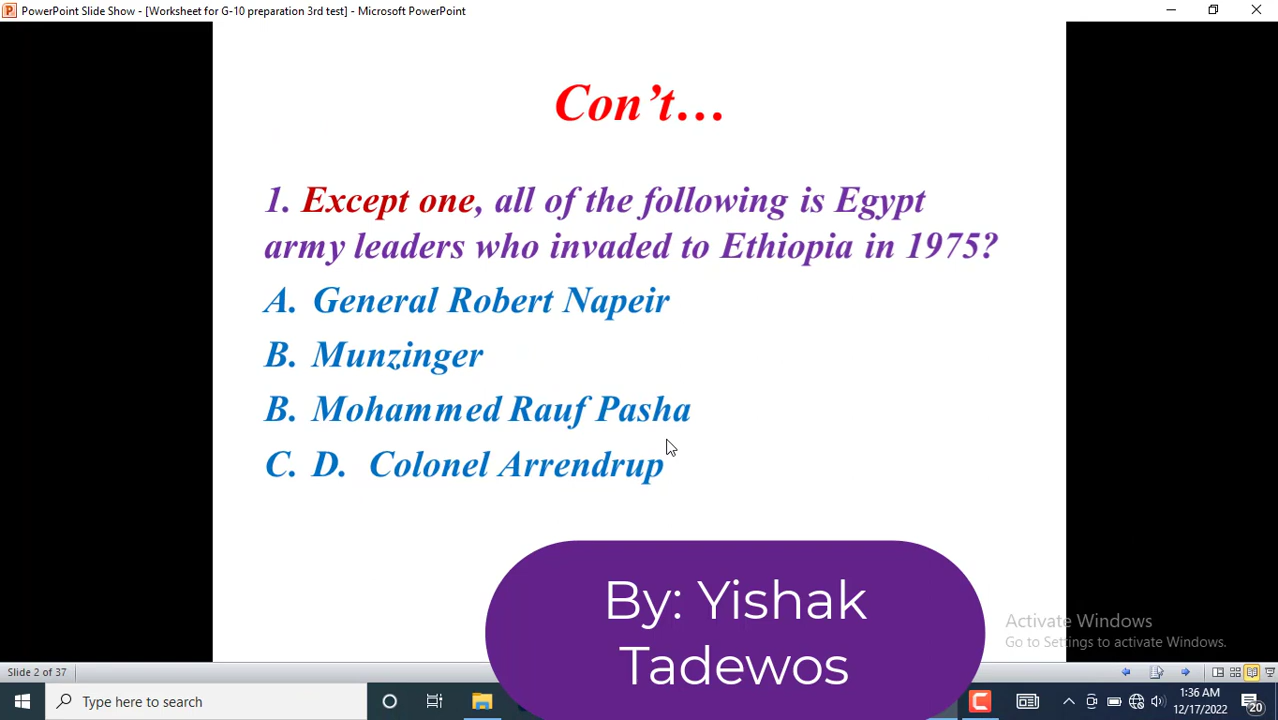 PowerPoint Slide Show - [Worksheet for G-10 preparation 3rd test] - Microsoft PowerPoint
Con't...
1. Except one, all of the following is Egypt
army leaders who invaded to Ethiopia in 1975?
A. General Robert Napeir
B. Munzinger
B. Mohammed Rauf Pasha
C. D. Colonel Arrendrup
By: Yishak
Tadewos
Activate Windows
Go to Settings to activate Windows.
Slide 2 of 37
Type here to search
1:36 AM
12/17/2022
20